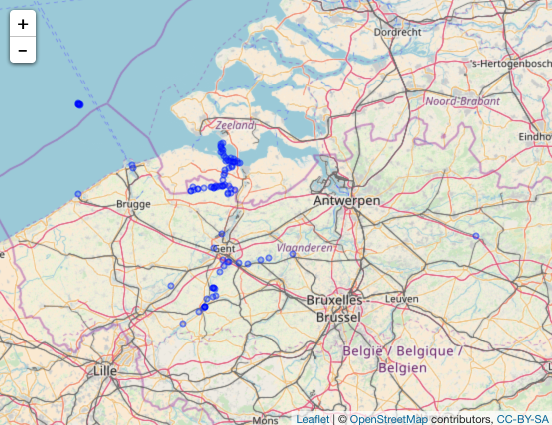 +
−
Dordrecht
's-Hertogenbosch
Noord-Brabant
Zeeland
Eindho
Antwerpen
Brugge
Gent
Vlaanderen
Bruxelles -
Brussel
Leuven
België / Belgique /
Belgien
Lille
Mons
Leaflet | © OpenStreetMap contributors, CC-BY-SA